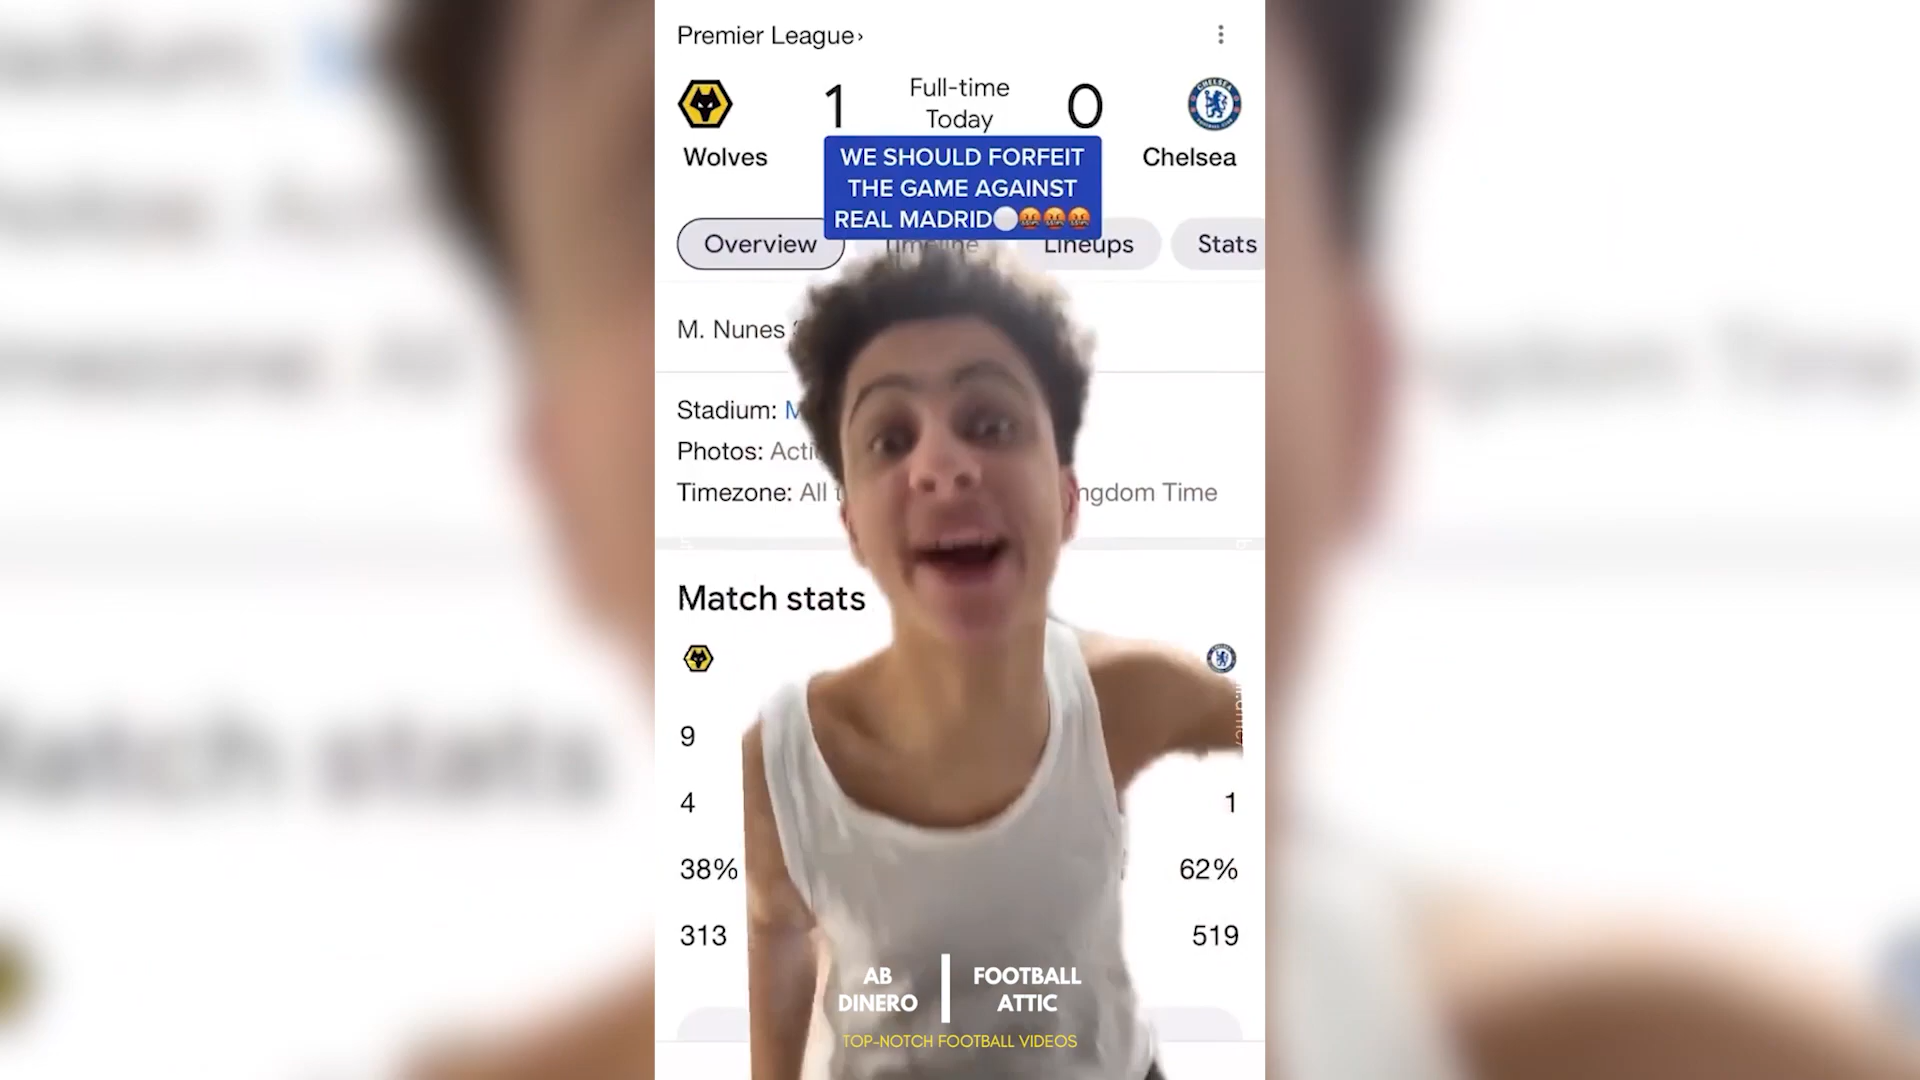 Premier League
1
Full-time
0
Today
Wolves
Chelsea
WE SHOULD FORFEIT
THE GAME AGAINST
REAL MADRID
Overview
Timeline
Lineups
Stats
M. Nunes
Stadium:
Photos:
Timezone: All
ngdom Time
Match stats
9
4
1
38%
62%
313
519
AB
DINERO
FOOTBALL
ATTIC
TOP-NOTCH FOOTBALL VIDEOS